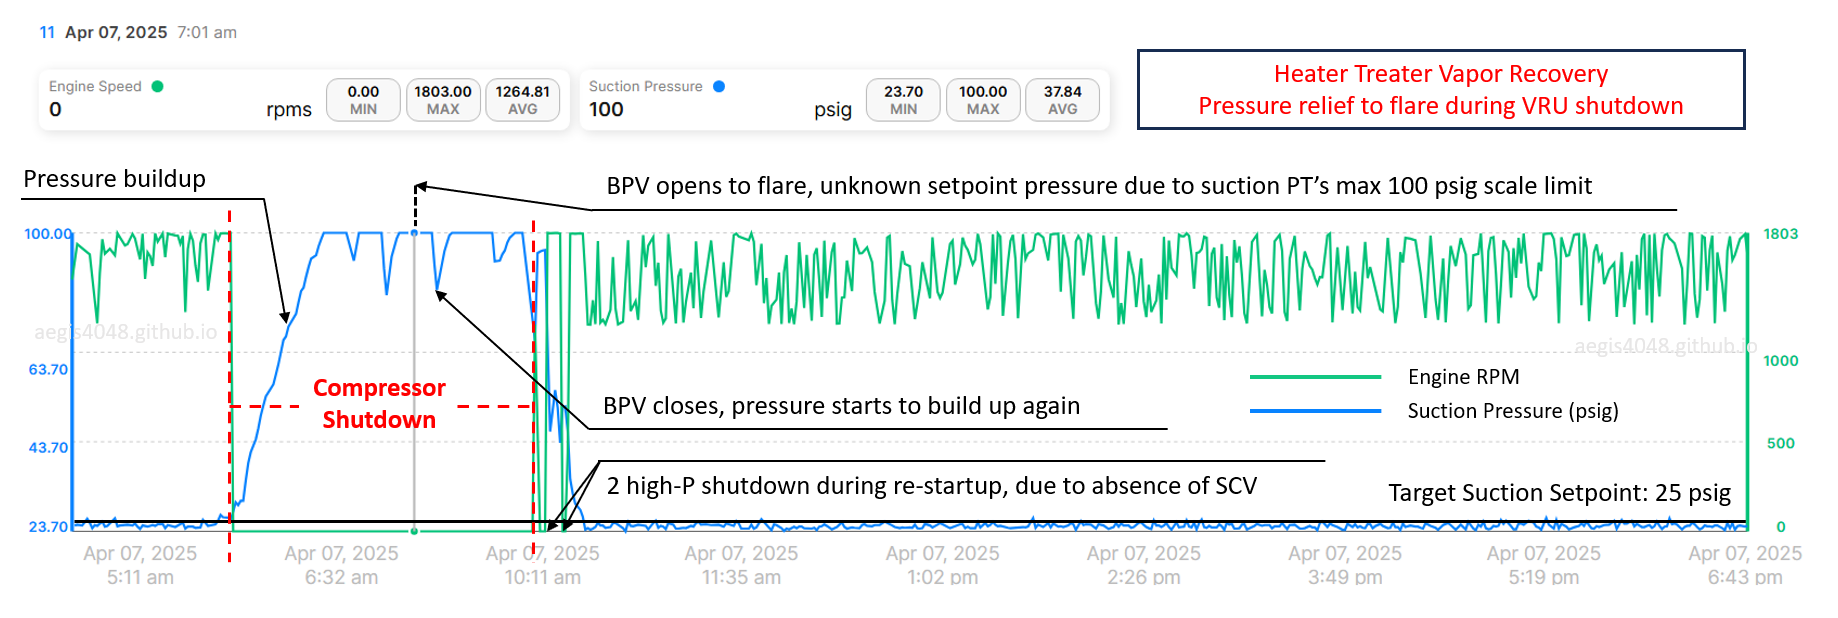 11 Apr 07, 2025 7:01 am
Engine Speed
0
rpms
0.00
MIN
1803.00
MAX
1264.81
AVG
Suction Pressure
100
psig
23.70
MIN
100.00
MAX
37.84
AVG
Heater Treater Vapor Recovery
Pressure relief to flare during VRU shutdown
Pressure buildup
BPV opens to flare, unknown setpoint pressure due to suction PT's max 100 psig scale limit
100.00
63.70
43.70
23.70
1803
1000
500
0
aegis4048.github.io
aegis4048.github.io
Compressor
Shutdown
Engine RPM
Suction Pressure (psig)
BPV closes, pressure starts to build up again
2 high-P shutdown during re-startup, due to absence of SCV
Target Suction Setpoint: 25 psig
Apr 07, 2025
5:11 am
Apr 07, 2025
6:32 am
Apr 07, 2025
10:11 am
Apr 07, 2025
11:35 am
Apr 07, 2025
1:02 pm
Apr 07, 2025
2:26 pm
Apr 07, 2025
3:49 pm
Apr 07, 2025
5:19 pm
Apr 07, 2025
6:43 pm